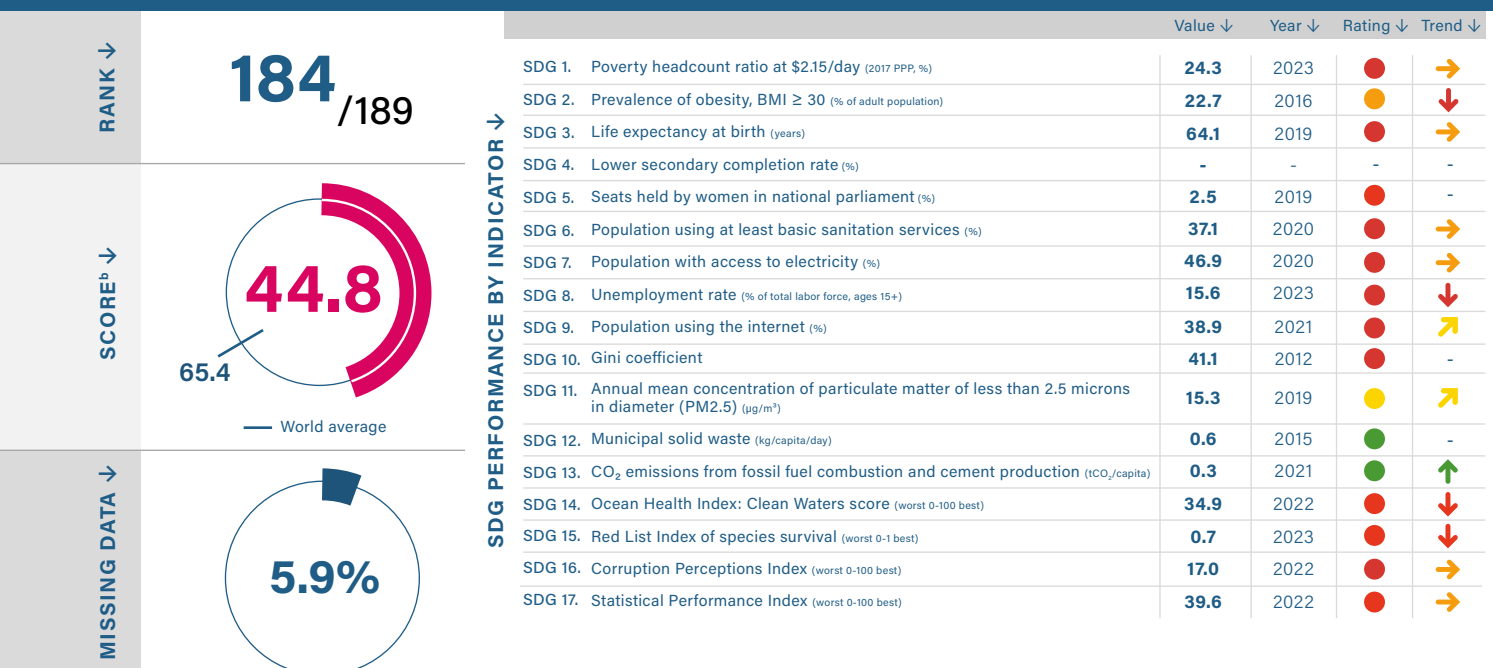 RANK →
184/189
SCOREᵇ →
44.8
65.4
World average
MISSING DATA →
5.9%
SDG PERFORMANCE BY INDICATOR →
Value ↓ Year ↓ Rating ↓ Trend ↓
SDG 1. Poverty headcount ratio at $2.15/day (2017 PPP, %) 24.3 2023
SDG 2. Prevalence of obesity, BMI ≥ 30 (% of adult population) 22.7 2016
SDG 3. Life expectancy at birth (years) 64.1 2019
SDG 4. Lower secondary completion rate (%) - - - -
SDG 5. Seats held by women in national parliament (%) 2.5 2019 -
SDG 6. Population using at least basic sanitation services (%) 37.1 2020
SDG 7. Population with access to electricity (%) 46.9 2020
SDG 8. Unemployment rate (% of total labor force, ages 15+) 15.6 2023
SDG 9. Population using the internet (%) 38.9 2021
SDG 10. Gini coefficient 41.1 2012 -
SDG 11. Annual mean concentration of particulate matter of less than 2.5 microns
in diameter (PM2.5) (μg/m³) 15.3 2019
SDG 12. Municipal solid waste (kg/capita/day) 0.6 2015 -
SDG 13. CO₂ emissions from fossil fuel combustion and cement production (tCO₂/capita) 0.3 2021
SDG 14. Ocean Health Index: Clean Waters score (worst 0-100 best) 34.9 2022
SDG 15. Red List Index of species survival (worst 0-1 best) 0.7 2023
SDG 16. Corruption Perceptions Index (worst 0-100 best) 17.0 2022
SDG 17. Statistical Performance Index (worst 0-100 best) 39.6 2022